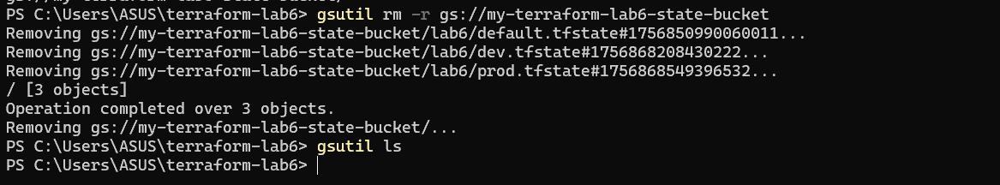 PS C:\Users\ASUS\terraform-lab6> gsutil rm -r gs://my-terraform-lab6-state-bucket
Removing gs://my-terraform-lab6-state-bucket/lab6/default.tfstate#1756850990060011...
Removing gs://my-terraform-lab6-state-bucket/lab6/dev.tfstate#1756868208430222...
Removing gs://my-terraform-lab6-state-bucket/lab6/prod.tfstate#1756868549396532...
/ [3 objects]
Operation completed over 3 objects.
Removing gs://my-terraform-lab6-state-bucket/...
PS C:\Users\ASUS\terraform-lab6> gsutil ls
PS C:\Users\ASUS\terraform-lab6>